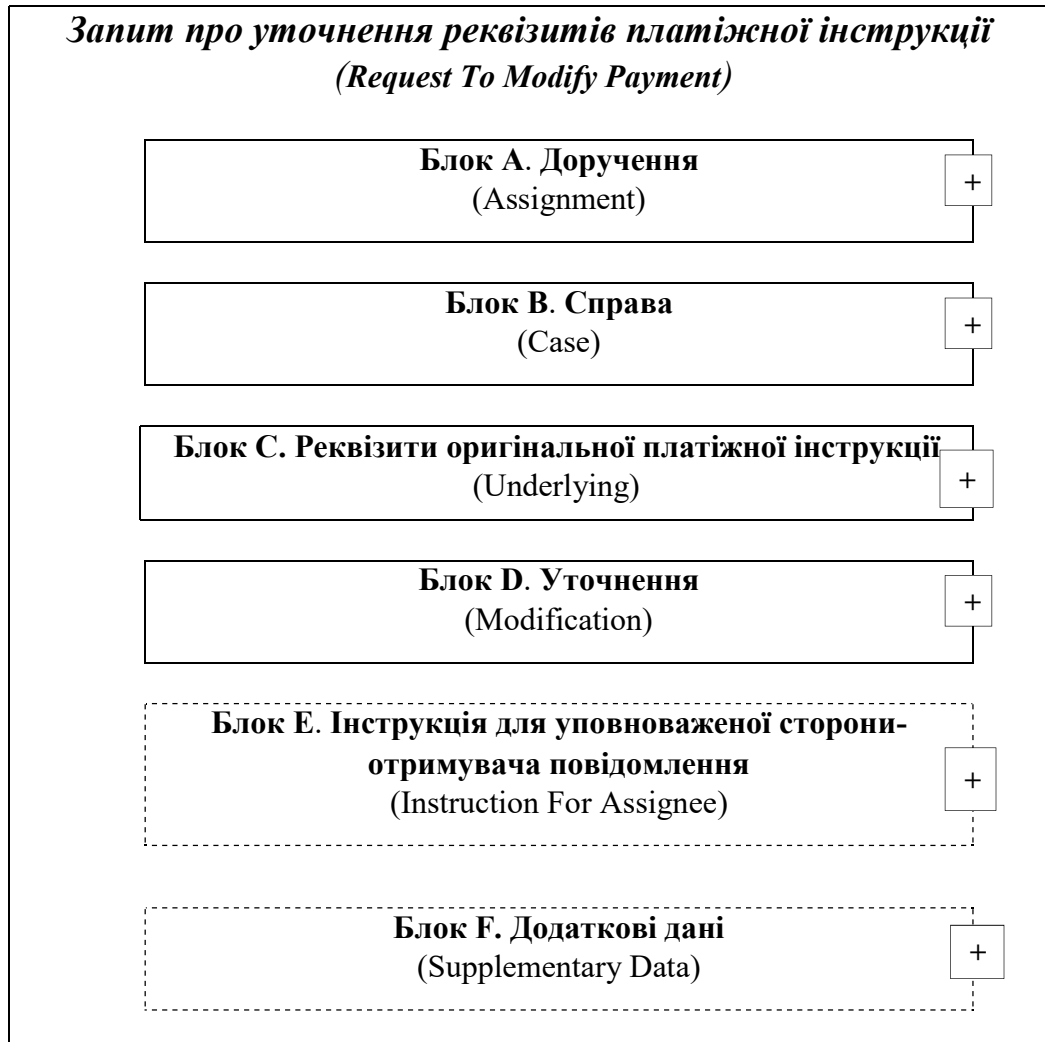 Запит про уточнення реквізитів платіжної інструкції
(Request To Modify Payment)
Блок A. Доручення
(Assignment)
+
Блок B. Справа
(Case)
+
Блок C. Реквізити оригінальної платіжної інструкції
(Underlying)
+
Блок D. Уточнення
(Modification)
+
Блок E. Інструкція для уповноваженої сторони-
отримувача повідомлення
(Instruction For Assignee)
+
Блок F. Додаткові дані
(Supplementary Data)
+